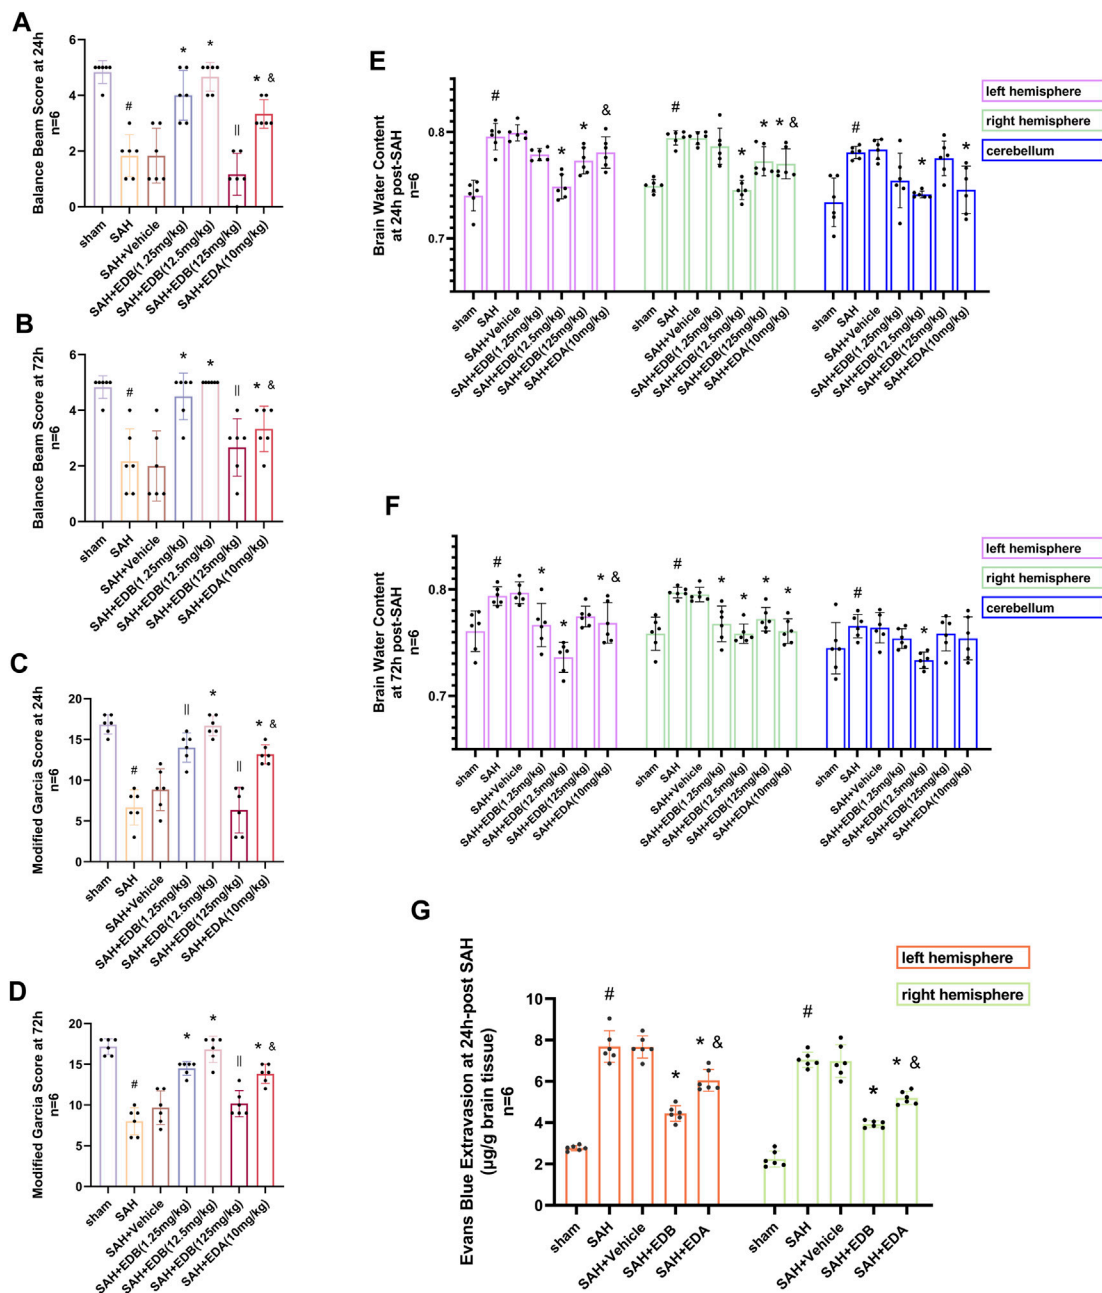 A
Balance Beam Score at 24h
n=6
6
4
2
0
#
*
*
||
* &
sham
SAH
SAH+Vehicle
SAH+EDB(1.25mg/kg)
SAH+EDB(12.5mg/kg)
SAH+EDB(125mg/kg)
SAH+EDA(10mg/kg)
B
Balance Beam Score at 72h
n=6
6
4
2
0
#
*
*
||
* &
sham
SAH
SAH+Vehicle
SAH+EDB(1.25mg/kg)
SAH+EDB(12.5mg/kg)
SAH+EDB(125mg/kg)
SAH+EDA(10mg/kg)
C
Modified Garcia Score at 24h
n=6
20
15
10
5
0
#
||
*
||
* &
sham
SAH
SAH+Vehicle
SAH+EDB(1.25mg/kg)
SAH+EDB(12.5mg/kg)
SAH+EDB(125mg/kg)
SAH+EDA(10mg/kg)
D
Modified Garcia Score at 72h
n=6
20
15
10
5
0
#
*
*
||
* &
sham
SAH
SAH+Vehicle
SAH+EDB(1.25mg/kg)
SAH+EDB(12.5mg/kg)
SAH+EDB(125mg/kg)
SAH+EDA(10mg/kg)
E
Brain Water Content
at 24h post-SAH
n=6
0.8
0.7
#
*
*
&
#
*
*
* &
#
*
*
left hemisphere
right hemisphere
cerebellum
sham
SAH
SAH+Vehicle
SAH+EDB(1.25mg/kg)
SAH+EDB(12.5mg/kg)
SAH+EDB(125mg/kg)
SAH+EDA(10mg/kg)
sham
SAH
SAH+Vehicle
SAH+EDB(1.25mg/kg)
SAH+EDB(12.5mg/kg)
SAH+EDB(125mg/kg)
SAH+EDA(10mg/kg)
sham
SAH
SAH+Vehicle
SAH+EDB(1.25mg/kg)
SAH+EDB(12.5mg/kg)
SAH+EDB(125mg/kg)
SAH+EDA(10mg/kg)
F
Brain Water Content
at 72h post-SAH
n=6
0.8
0.7
#
*
*
* &
#
*
*
*
*
#
*
left hemisphere
right hemisphere
cerebellum
sham
SAH
SAH+Vehicle
SAH+EDB(1.25mg/kg)
SAH+EDB(12.5mg/kg)
SAH+EDB(125mg/kg)
SAH+EDA(10mg/kg)
sham
SAH
SAH+Vehicle
SAH+EDB(1.25mg/kg)
SAH+EDB(12.5mg/kg)
SAH+EDB(125mg/kg)
SAH+EDA(10mg/kg)
sham
SAH
SAH+Vehicle
SAH+EDB(1.25mg/kg)
SAH+EDB(12.5mg/kg)
SAH+EDB(125mg/kg)
SAH+EDA(10mg/kg)
G
Evans Blue Extravasion at 24h-post SAH
(μg/g brain tissue)
n=6
10
8
6
4
2
0
#
*
* &
#
*
* &
left hemisphere
right hemisphere
sham
SAH
SAH+Vehicle
SAH+EDB
SAH+EDA
sham
SAH
SAH+Vehicle
SAH+EDB
SAH+EDA